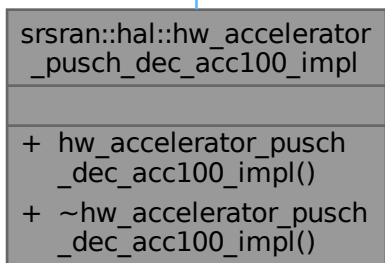 srsran::hal::hw_accelerator
_pusch_dec_acc100_impl
+ hw_accelerator_pusch
_dec_acc100_impl()
+ ~hw_accelerator_pusch
_dec_acc100_impl()